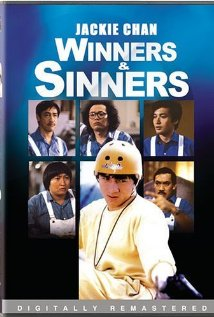 JACKIE CHAN
WINNERS
&
SINNERS
DIGITALLY REMASTERED